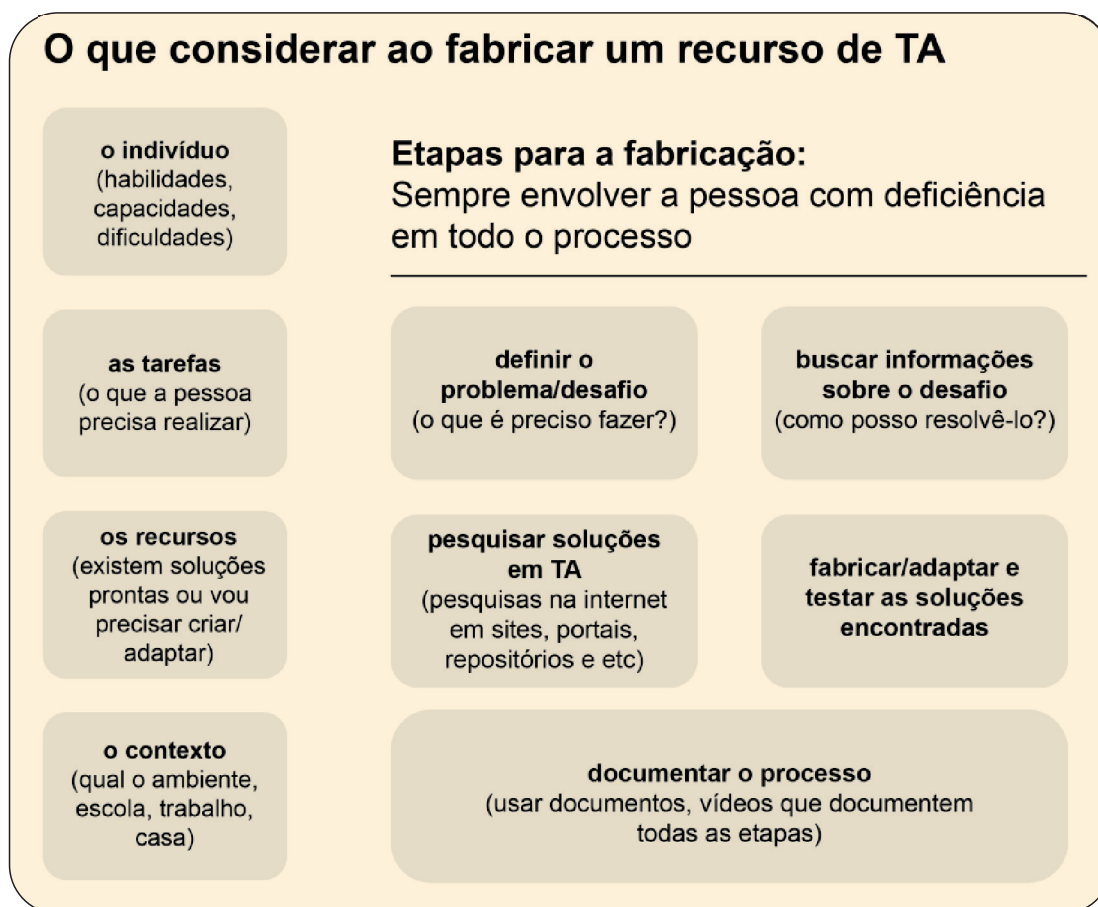 O que considerar ao fabricar um recurso de TA
o indivíduo
(habilidades,
capacidades,
dificuldades)
as tarefas
(o que a pessoa
precisa realizar)
os recursos
(existem soluções
prontas ou vou
precisar criar/
adaptar)
o contexto
(qual o ambiente,
escola, trabalho,
casa)
Etapas para a fabricação:
Sempre envolver a pessoa com deficiência
em todo o processo
definir o
problema/desafio
(o que é preciso fazer?)
buscar informações
sobre o desafio
(como posso resolvê-lo?)
pesquisar soluções
em TA
(pesquisas na internet
em sites, portais,
repositórios e etc)
fabricar/adaptar e
testar as soluções
encontradas
documentar o processo
(usar documentos, vídeos que documentem
todas as etapas)